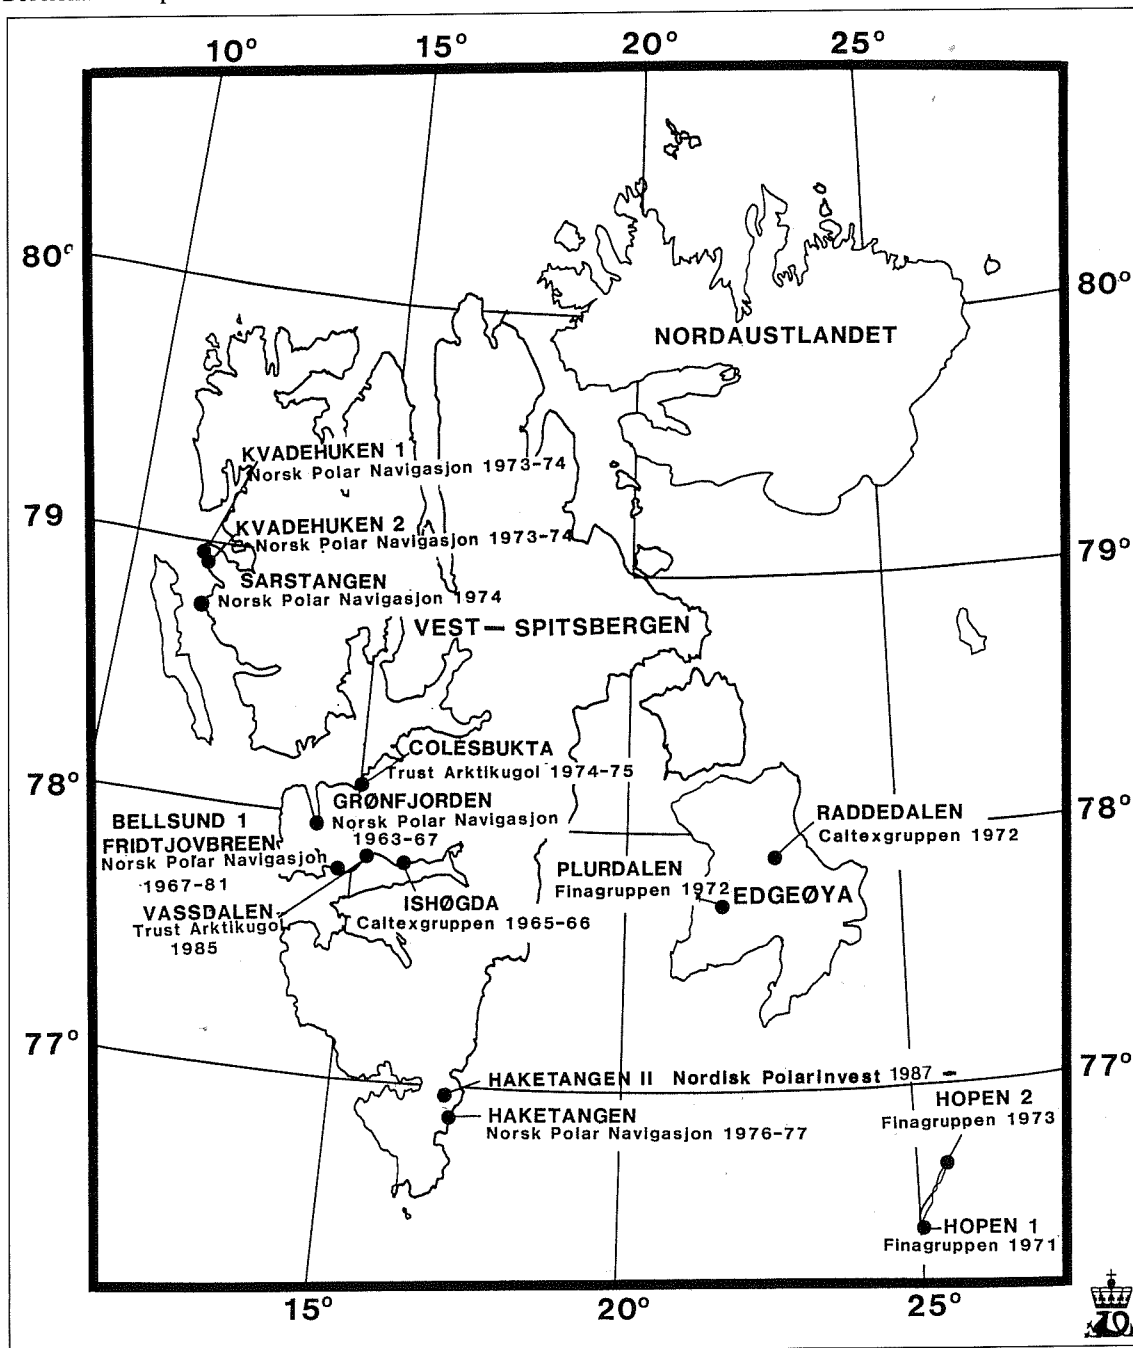 10° 15° 20° 25°
80° 80°
NORDAUSTLANDET
KVADEHUKEN 1
Norsk Polar Navigasjon 1973-74
79 79°
KVADEHUKEN 2
Norsk Polar Navigasjon 1973-74
SARSTANGEN
Norsk Polar Navigasjon 1974
VEST-SPITSBERGEN
COLESBUKTA
Trust Arktikugol 1974-75
78° 78°
GRØNFJORDEN
Norsk Polar Navigasjon
1963-67
BELLSUND 1
FRIDTJOVBREEN
Norsk Polar Navigasjon
1967-81
RADDEDALEN
Caltexgruppen 1972
PLURDALEN
Finagruppen 1972
EDGEØYA
VASSDALEN
Trust Arktikugol
1985
ISHØGDA
Caltexgruppen 1965-66
77° 77°
HAKETANGEN II Nordisk Polarinvest 1987 -
HAKETANGEN
Norsk Polar Navigasjon 1976-77
HOPEN 2
Finagruppen 1973
HOPEN 1
Finagruppen 1971
15° 20° 25°